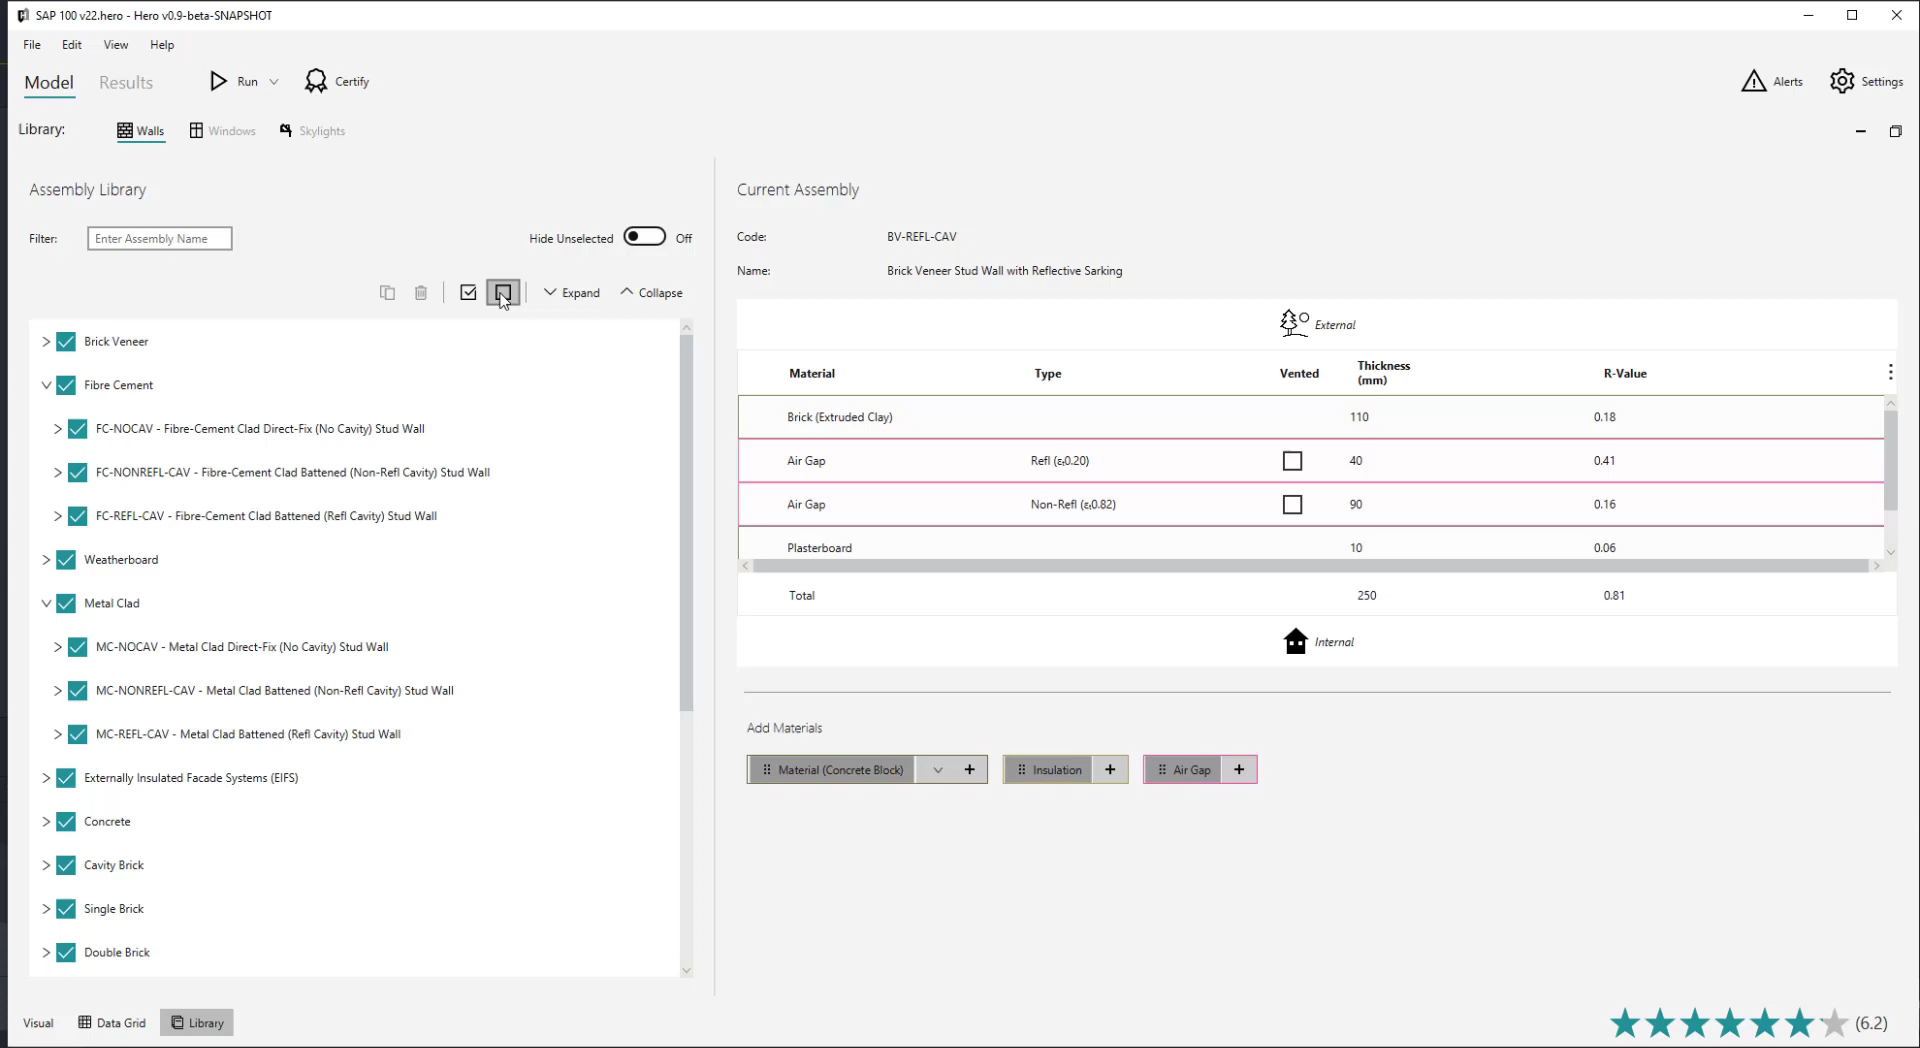 SAP 100 v22.hero - Hero v0.9-beta-SNAPSHOT
File Edit View Help
Model Results Run Certify Alerts Settings
Library: Walls Windows Skylights
Assembly Library
Filter: Enter Assembly Name Hide Unselected Off
Expand Collapse
Brick Veneer
Fibre Cement
FC-NOCAV - Fibre-Cement Clad Direct-Fix (No Cavity) Stud Wall
FC-NONREFL-CAV - Fibre-Cement Clad Battened (Non-Refl Cavity) Stud Wall
FC-REFL-CAV - Fibre-Cement Clad Battened (Refl Cavity) Stud Wall
Weatherboard
Metal Clad
MC-NOCAV - Metal Clad Direct-Fix (No Cavity) Stud Wall
MC-NONREFL-CAV - Metal Clad Battened (Non-Refl Cavity) Stud Wall
MC-REFL-CAV - Metal Clad Battened (Refl Cavity) Stud Wall
Externally Insulated Facade Systems (EIFS)
Concrete
Cavity Brick
Single Brick
Double Brick
Current Assembly
Code: BV-REFL-CAV
Name: Brick Veneer Stud Wall with Reflective Sarking
External
Material Type Vented Thickness (mm) R-Value
Brick (Extruded Clay) 110 0.18
Air Gap Refl (εₜ0.20) 40 0.41
Air Gap Non-Refl (εₜ0.82) 90 0.16
Plasterboard 10 0.06
Total 250 0.81
Internal
Add Materials
Material (Concrete Block) + Insulation + Air Gap +
Visual Data Grid Library (6.2)